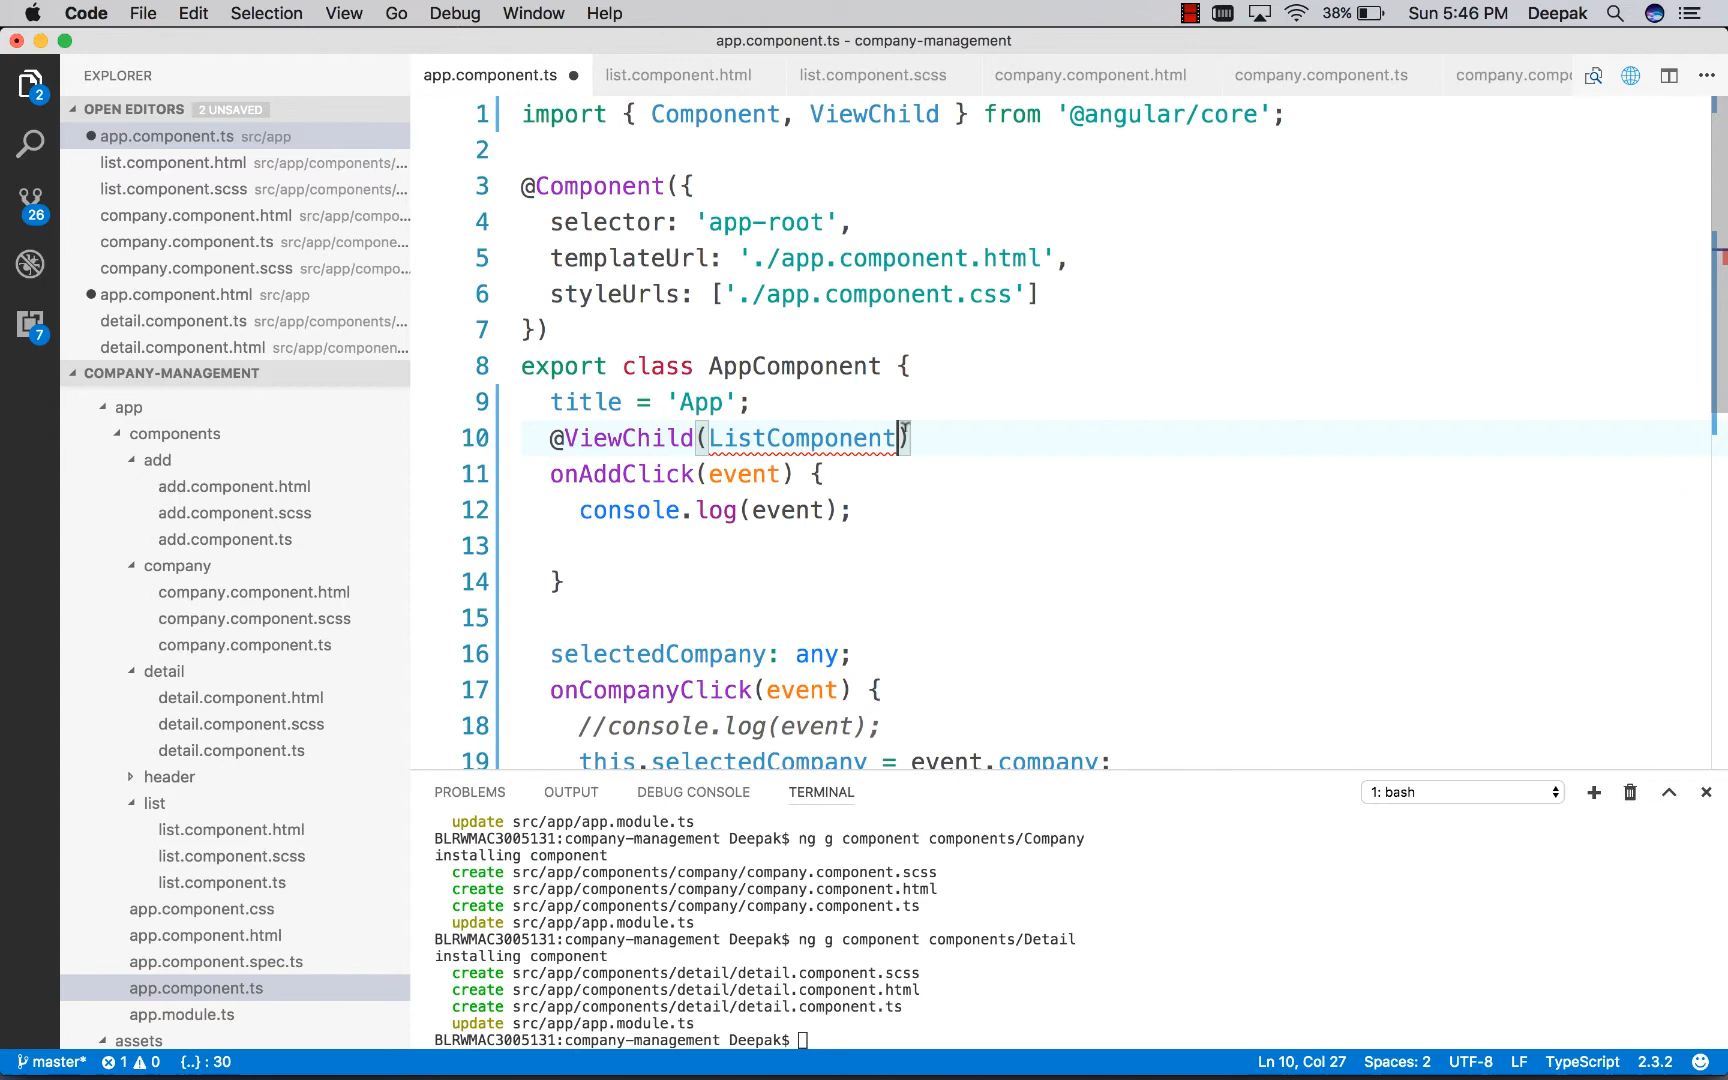 Code File Edit Selection View Go Debug Window Help 38% Sun 5:46 PM Deepak
app.component.ts - company-management
EXPLORER
OPEN EDITORS 2 UNSAVED
app.component.ts src/app
list.component.html src/app/components/...
list.component.scss src/app/components/...
company.component.html src/app/compo...
company.component.ts src/app/compone...
company.component.scss src/app/compo...
app.component.html src/app
detail.component.ts src/app/components/...
detail.component.html src/app/componen...
COMPANY-MANAGEMENT
app
components
add
add.component.html
add.component.scss
add.component.ts
company
company.component.html
company.component.scss
company.component.ts
detail
detail.component.html
detail.component.scss
detail.component.ts
header
list
list.component.html
list.component.scss
list.component.ts
app.component.css
app.component.html
app.component.spec.ts
app.component.ts
app.module.ts
assets
2
26
7
app.component.ts list.component.html list.component.scss company.component.html company.component.ts company.compo
1 import { Component, ViewChild } from '@angular/core';
2
3 @Component({
4 selector: 'app-root',
5 templateUrl: './app.component.html',
6 styleUrls: ['./app.component.css']
7 })
8 export class AppComponent {
9 title = 'App';
10 @ViewChild(ListComponent)
11 onAddClick(event) {
12 console.log(event);
13
14 }
15
16 selectedCompany: any;
17 onCompanyClick(event) {
18 //console.log(event);
19 this.selectedCompany = event.company;
PROBLEMS OUTPUT DEBUG CONSOLE TERMINAL 1: bash
update src/app/app.module.ts
BLRWMAC3005131:company-management Deepak$ ng g component components/Company
installing component
create src/app/components/company/company.component.scss
create src/app/components/company/company.component.html
create src/app/components/company/company.component.ts
update src/app/app.module.ts
BLRWMAC3005131:company-management Deepak$ ng g component components/Detail
installing component
create src/app/components/detail/detail.component.scss
create src/app/components/detail/detail.component.html
create src/app/components/detail/detail.component.ts
update src/app/app.module.ts
BLRWMAC3005131:company-management Deepak$
master* 1 0 {..} : 30 Ln 10, Col 27 Spaces: 2 UTF-8 LF TypeScript 2.3.2